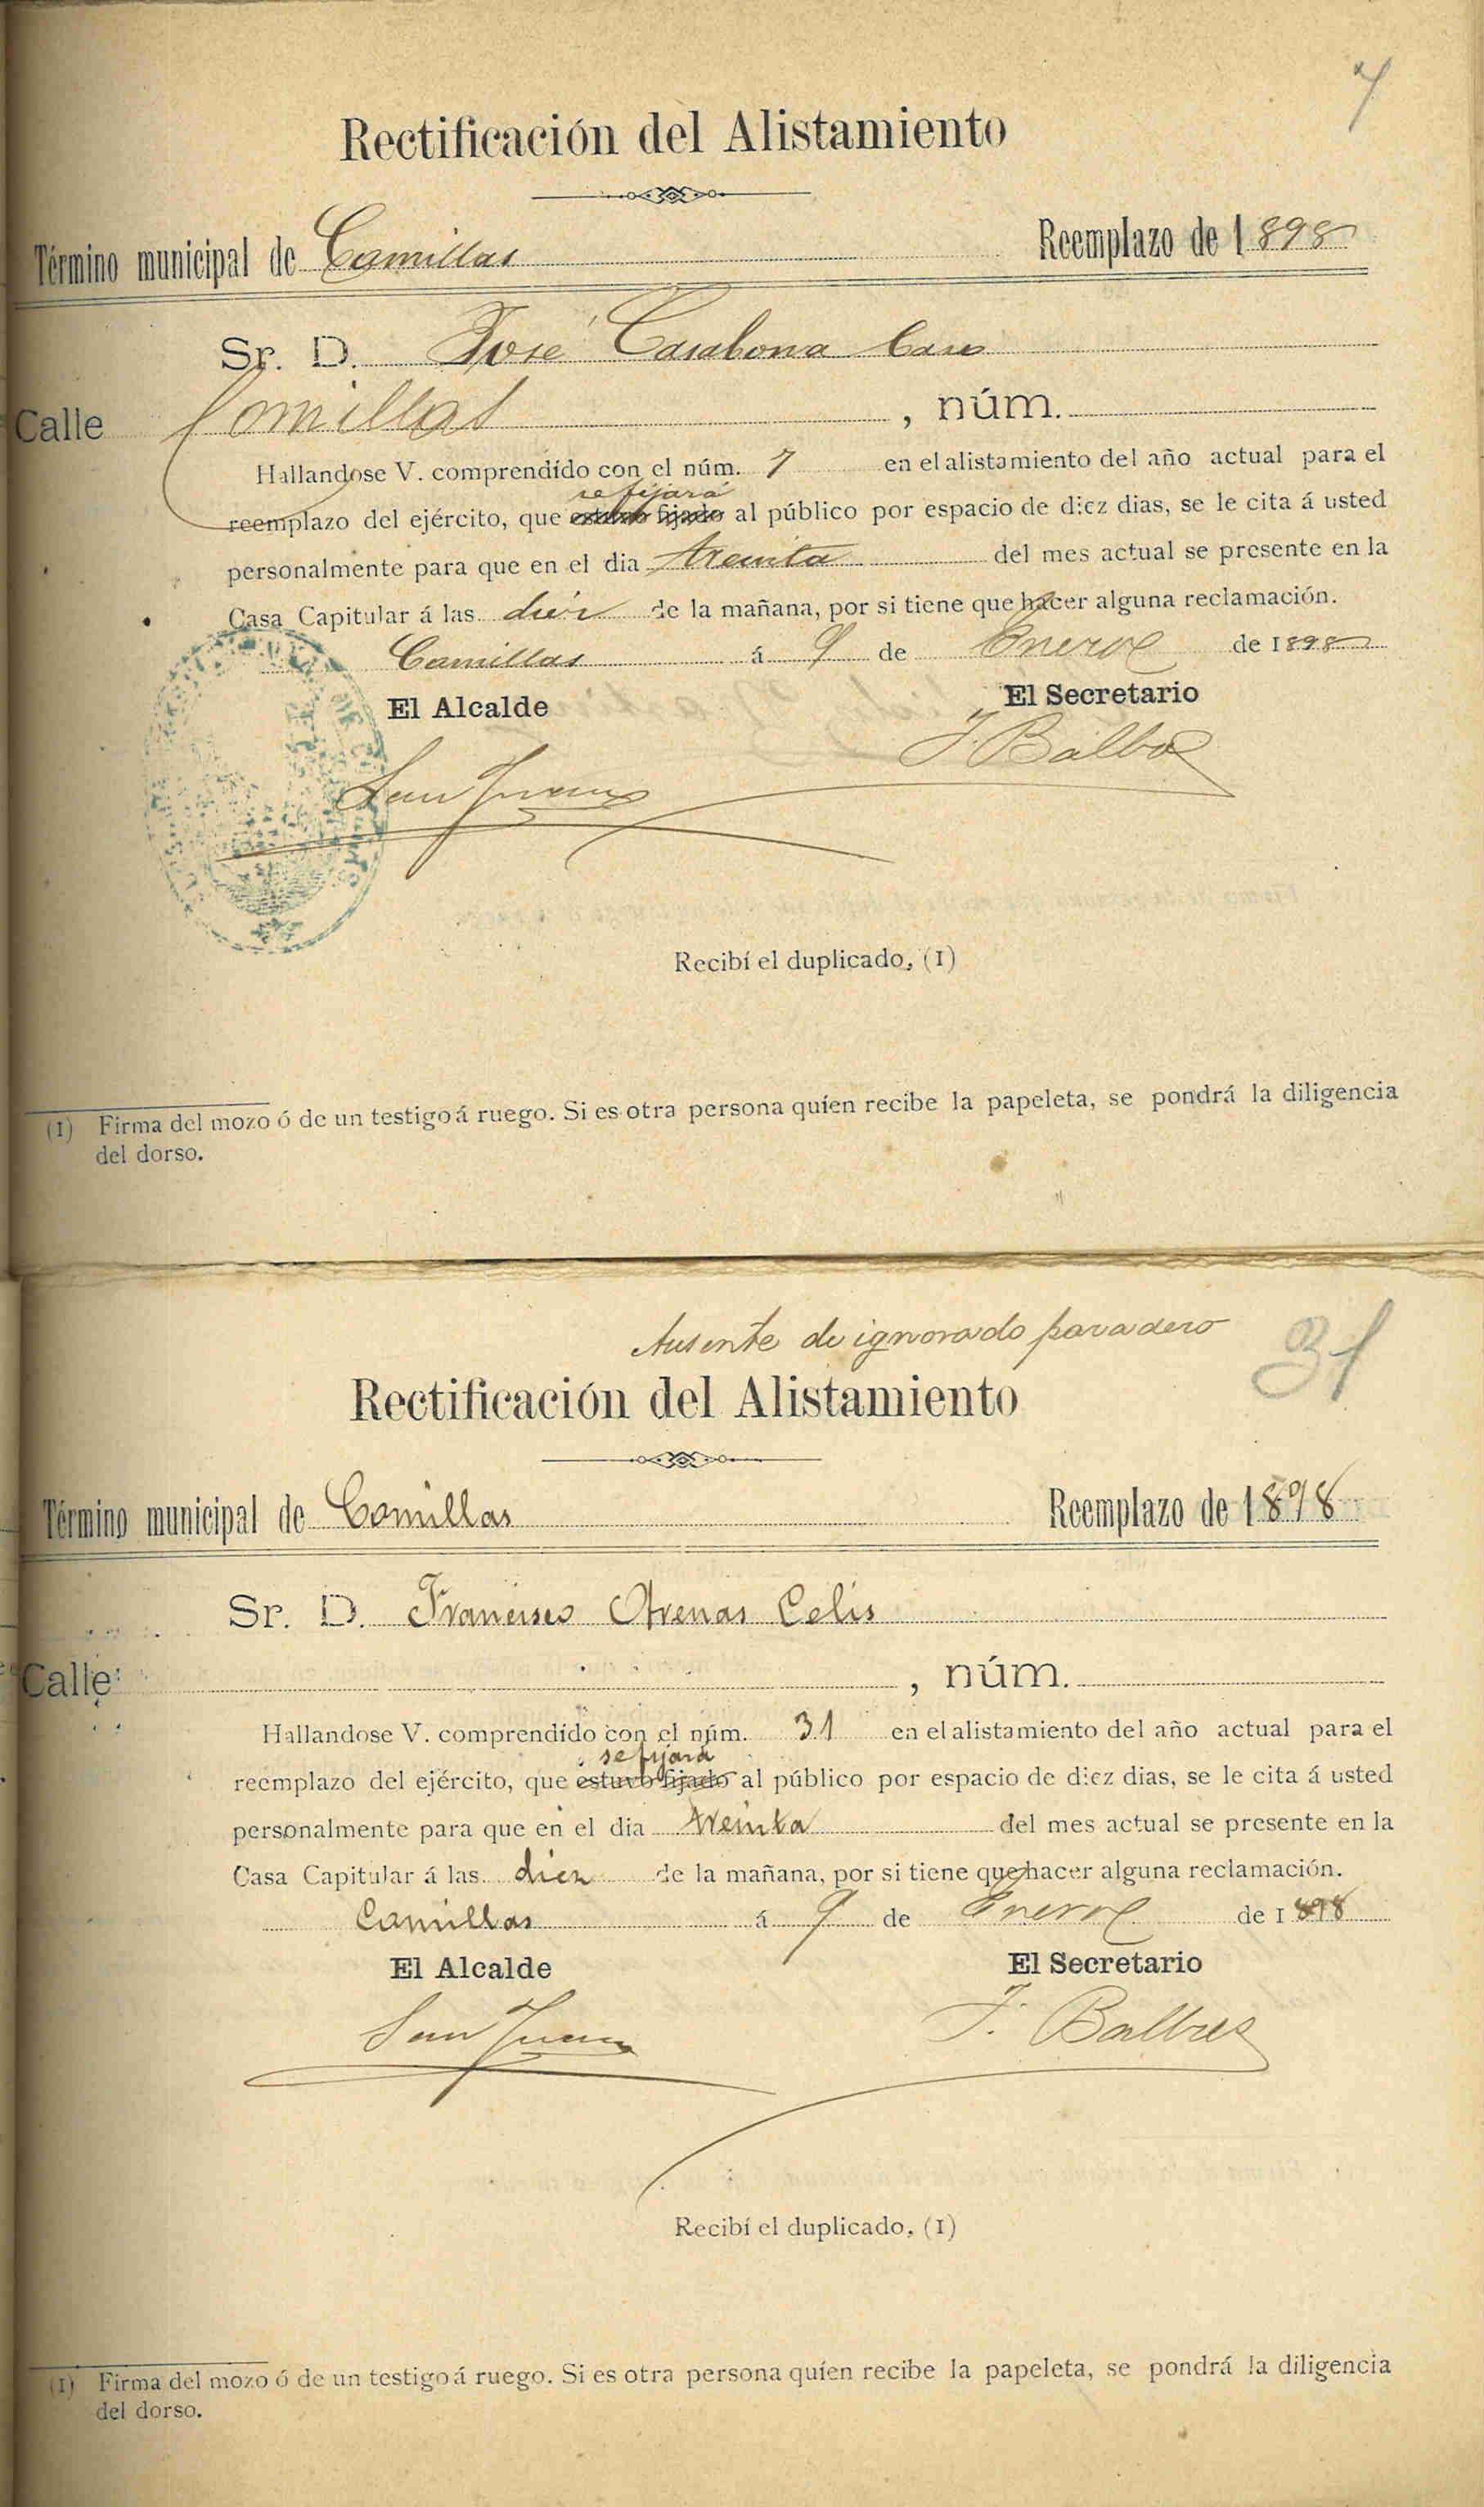 7
Rectificación del Alistamiento
Término municipal de Comillas Reemplazo de 1898
Sr. D. José Casabona Caso
Calle Comillas , núm.
Hallandose V. comprendido con el núm. 7 en el alistamiento del año actual para el
se fijará
reemplazo del ejército, que estuvo fijado al público por espacio de diez dias, se le cita á usted
personalmente para que en el dia treinta del mes actual se presente en la
Casa Capitular á las diez de la mañana, por si tiene que hacer alguna reclamación.
Comillas á 9 de Enero de 1898
El Alcalde El Secretario
San Juan J. Balbas
Recibí el duplicado, (1)
(1) Firma del mozo ó de un testigo á ruego. Si es otra persona quíen recibe la papeleta, se pondrá la diligencia
del dorso.
Ausente de ignorado paradero 31
Rectificación del Alistamiento
Término municipal de Comillas Reemplazo de 1898
Sr. D. Francisco Arenas Celis
Calle , núm.
Hallandose V. comprendido con el núm. 31 en el alistamiento del año actual para el
se fijará
reemplazo del ejército, que estuvo fijado al público por espacio de diez dias, se le cita á usted
personalmente para que en el dia treinta del mes actual se presente en la
Casa Capitular á las diez de la mañana, por si tiene que hacer alguna reclamación.
Comillas á 9 de Enero de 1898
El Alcalde El Secretario
San Juan J. Balbas
Recibí el duplicado, (1)
(1) Firma del mozo ó de un testigo á ruego. Si es otra persona quíen recibe la papeleta, se pondrá la diligencia
del dorso.